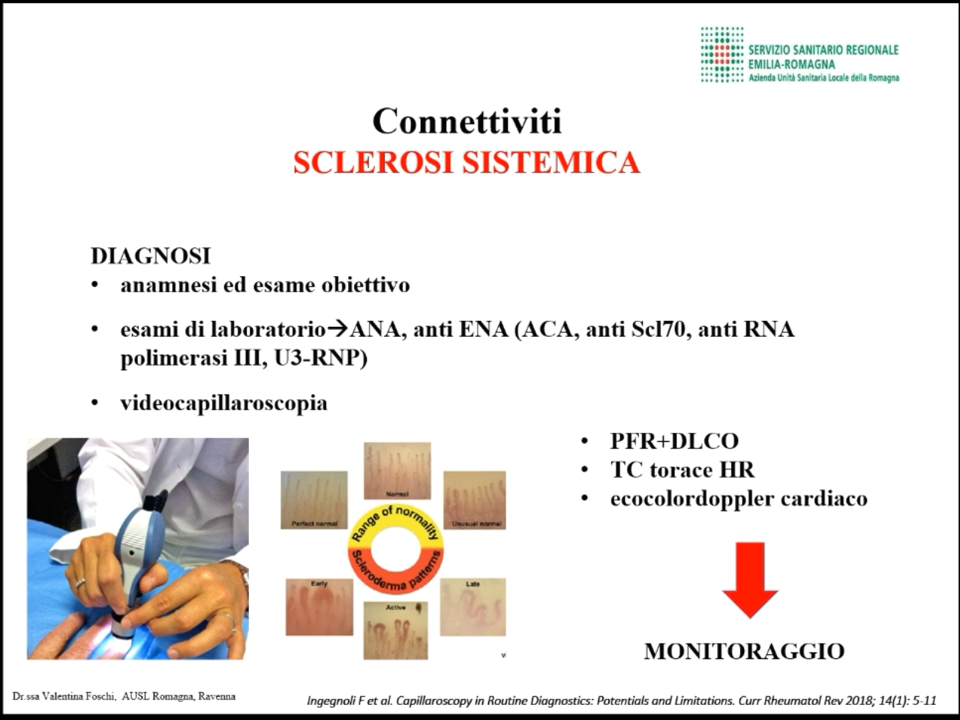 SERVIZIO SANITARIO REGIONALE
EMILIA-ROMAGNA
Azienda Unità Sanitaria Locale della Romagna
Connettiviti
SCLEROSI SISTEMICA
DIAGNOSI
• anamnesi ed esame obiettivo
• esami di laboratorio→ANA, anti ENA (ACA, anti Scl70, anti RNA
polimerasi III, U3-RNP)
• videocapillaroscopia
• PFR+DLCO
• TC torace HR
• ecocolordoppler cardiaco
Normal
Perfect normal
Unusual normal
Range of normality
Scleroderma patterns
Early
Late
Active
MONITORAGGIO
Dr.ssa Valentina Foschi, AUSL Romagna, Ravenna
Ingegnoli F et al. Capillaroscopy in Routine Diagnostics: Potentials and Limitations. Curr Rheumatol Rev 2018; 14(1): 5-11